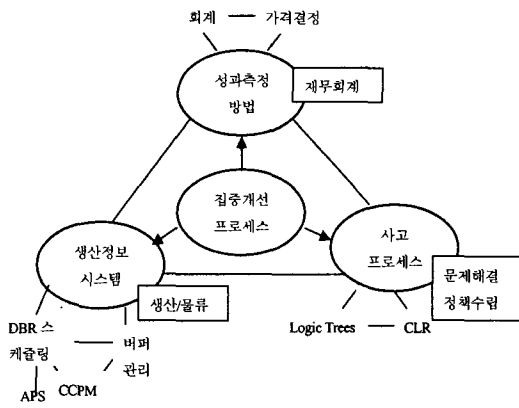 회계 가격결정
성과측정
방법
재무회계
집중개선
프로세스
생산정보
시스템
생산/물류
사고
프로세스
문제해결
정책수립
Logic Trees CLR
DBR 스
케쥴링
버퍼
관리
APS
CCPM